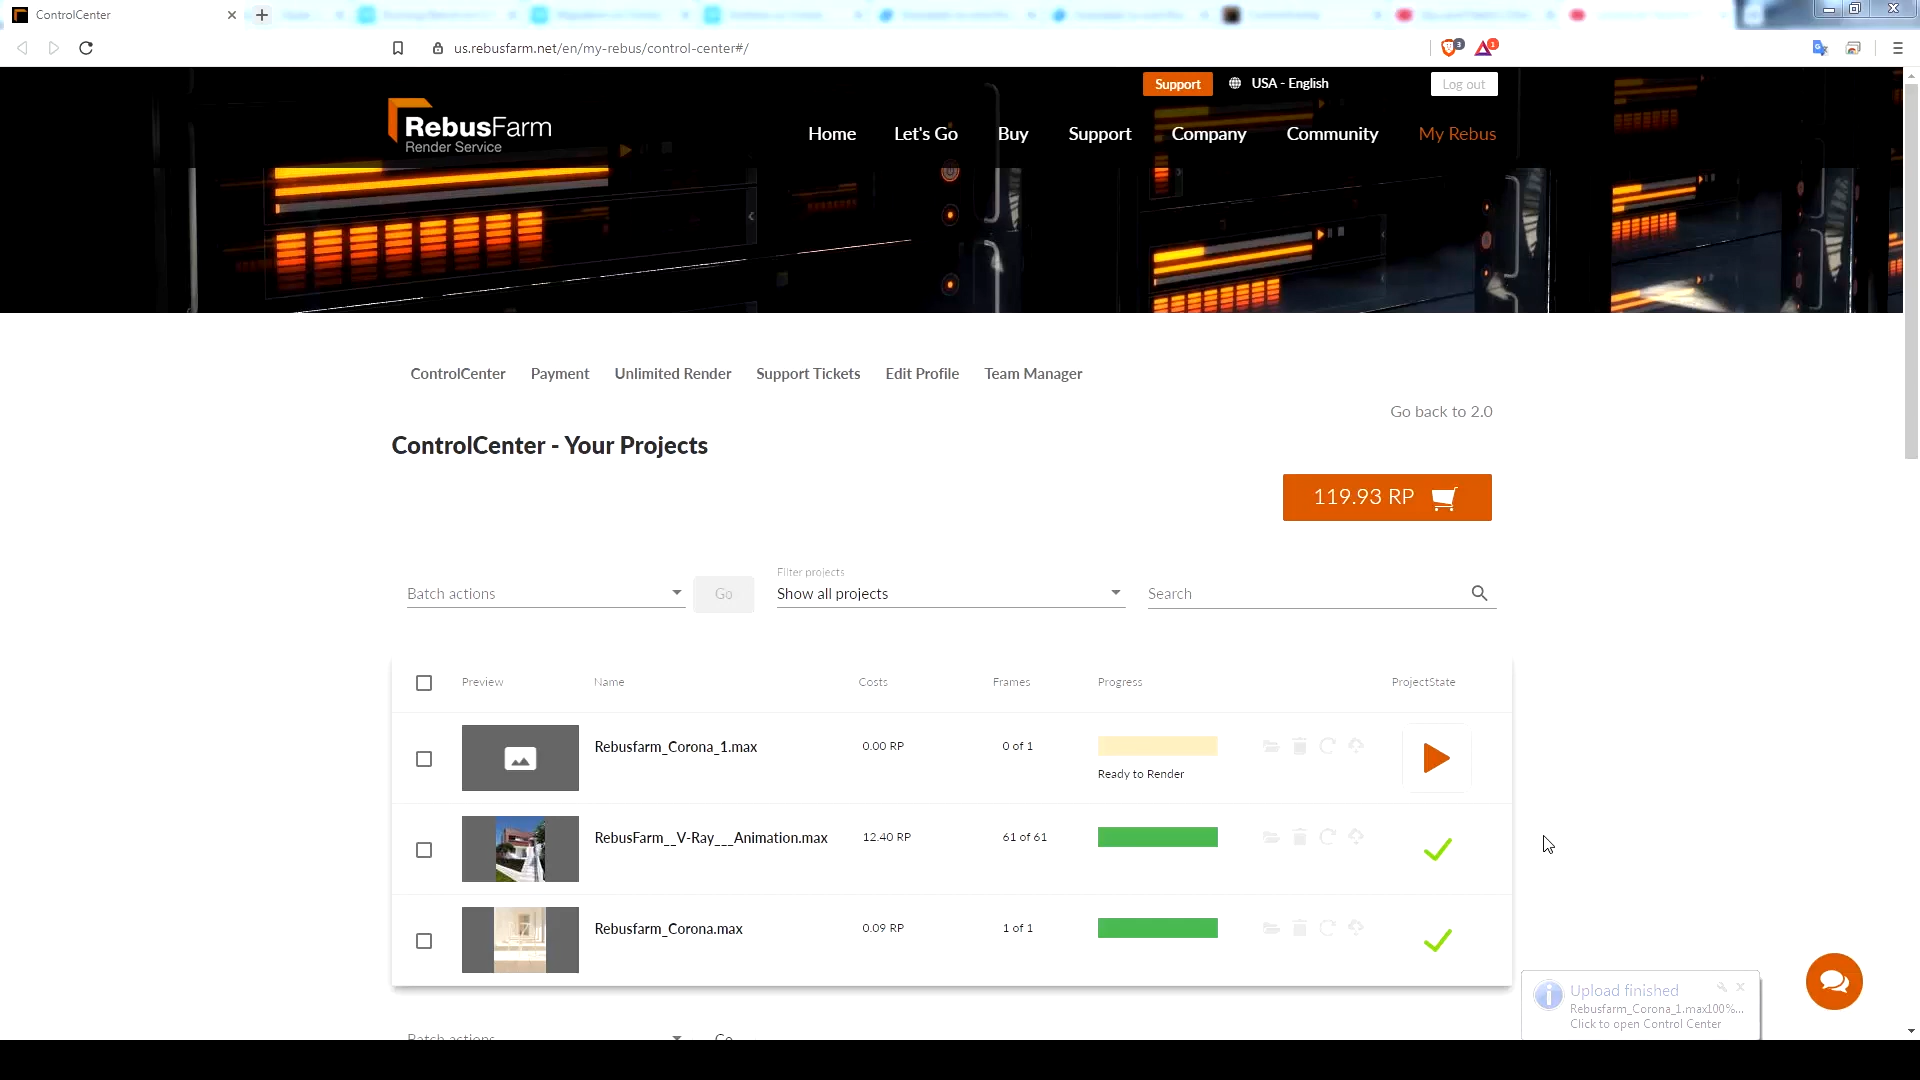 ControlCenter
us.rebusfarm.net/en/my-rebus/control-center#/
3
1
Support
USA - English
Log out
RebusFarm
Render Service
Home
Let's Go
Buy
Support
Company
Community
My Rebus
ControlCenter
Payment
Unlimited Render
Support Tickets
Edit Profile
Team Manager
Go back to 2.0
ControlCenter - Your Projects
119.93 RP
Filter projects
Batch actions
Go
Show all projects
Search
Preview
Name
Costs
Frames
Progress
ProjectState
Rebusfarm_Corona_1.max
0.00 RP
0 of 1
Ready to Render
RebusFarm__V-Ray___Animation.max
12.40 RP
61 of 61
Rebusfarm_Corona.max
0.09 RP
1 of 1
Upload finished
Rebusfarm_Corona_1.max100%...
Click to open Control Center
Batch actions
Go